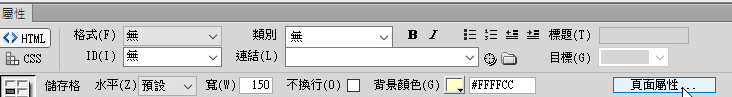 屬性
<> HTML 格式(F) 無 類別 無 B I 標題(T)
CSS ID(I) 無 連結(L) 目標(G)
儲存格 水平(Z) 預設 寬(W) 150 不換行(O) 背景顏色(G) #FFFFCC 頁面屬性...